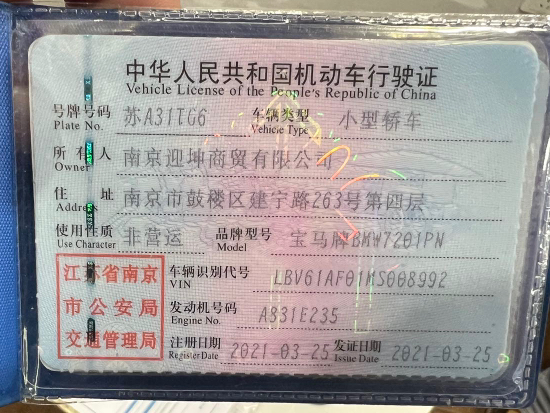 中华人民共和国机动车行驶证
Vehicle License of the People's Republic of China
号牌号码 苏A31TG6 车辆类型 小型轿车
Plate No. Vehicle Type
所有人 南京迎坤商贸有限公司
Owner
住址 南京市鼓楼区建宁路263号第四层
Address
使用性质 非营运 品牌型号 宝马牌BMW7201PN
Use Character Model
江苏省南京
市公安局
交通管理局
车辆识别代号 LBV61AF01MS008992
VIN
发动机号码 A831E235
Engine No.
注册日期 2021-03-25 发证日期 2021-03-25
Register Date Issue Date